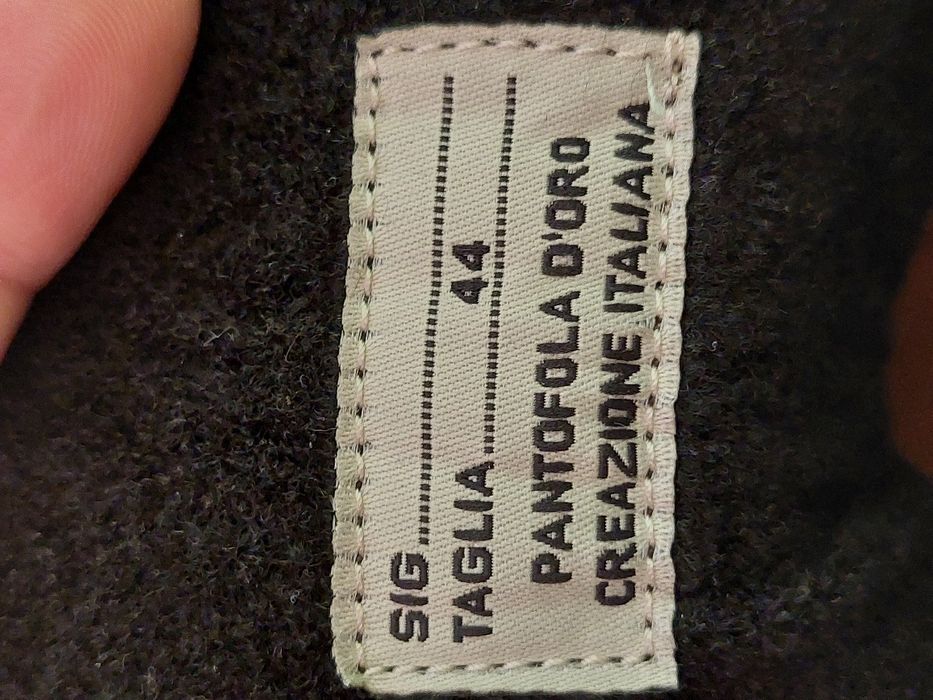 SIG
TAGLIA 44
PANTOFOLA D'ORO
CREAZIONE ITALIANA